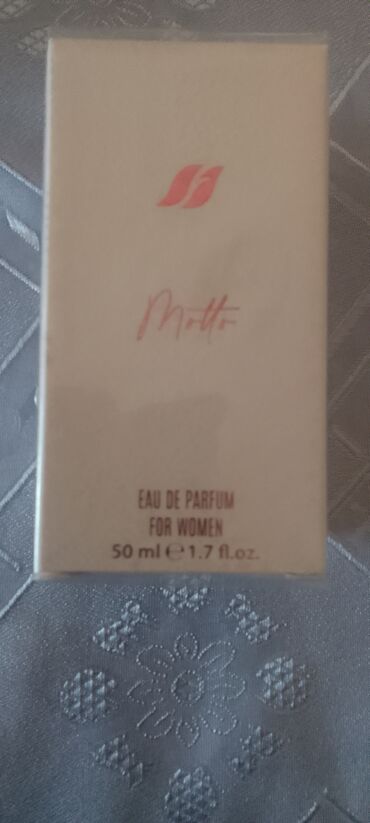 Motto
EAU DE PARFUM
FOR WOMEN
50 ml ℮ 1.7 fl.oz.